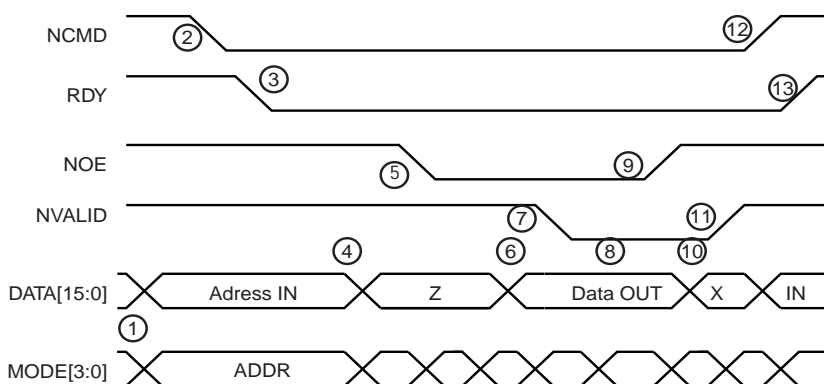 NCMD ② ⑫
RDY ③ ⑬
NOE ⑤ ⑨
NVALID ⑦ ⑪
④ ⑥ ⑧ ⑩
DATA[15:0] Adress IN Z Data OUT X IN
①
MODE[3:0] ADDR